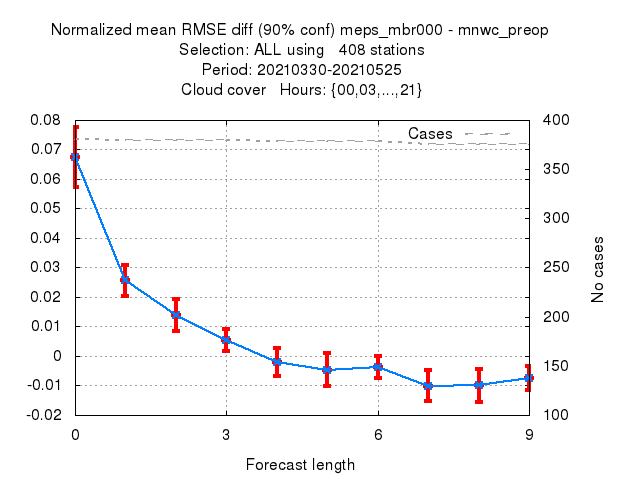 Normalized mean RMSE diff (90% conf) meps_mbr000 - mnwc_preop
Selection: ALL using   408 stations
Period: 20210330-20210525
Cloud cover   Hours: {00,03,...,21}
Cases
0.08
0.07
0.06
0.05
0.04
0.03
0.02
0.01
0
-0.01
-0.02
400
350
300
250
200
150
100
No cases
0 3 6 9
Forecast length